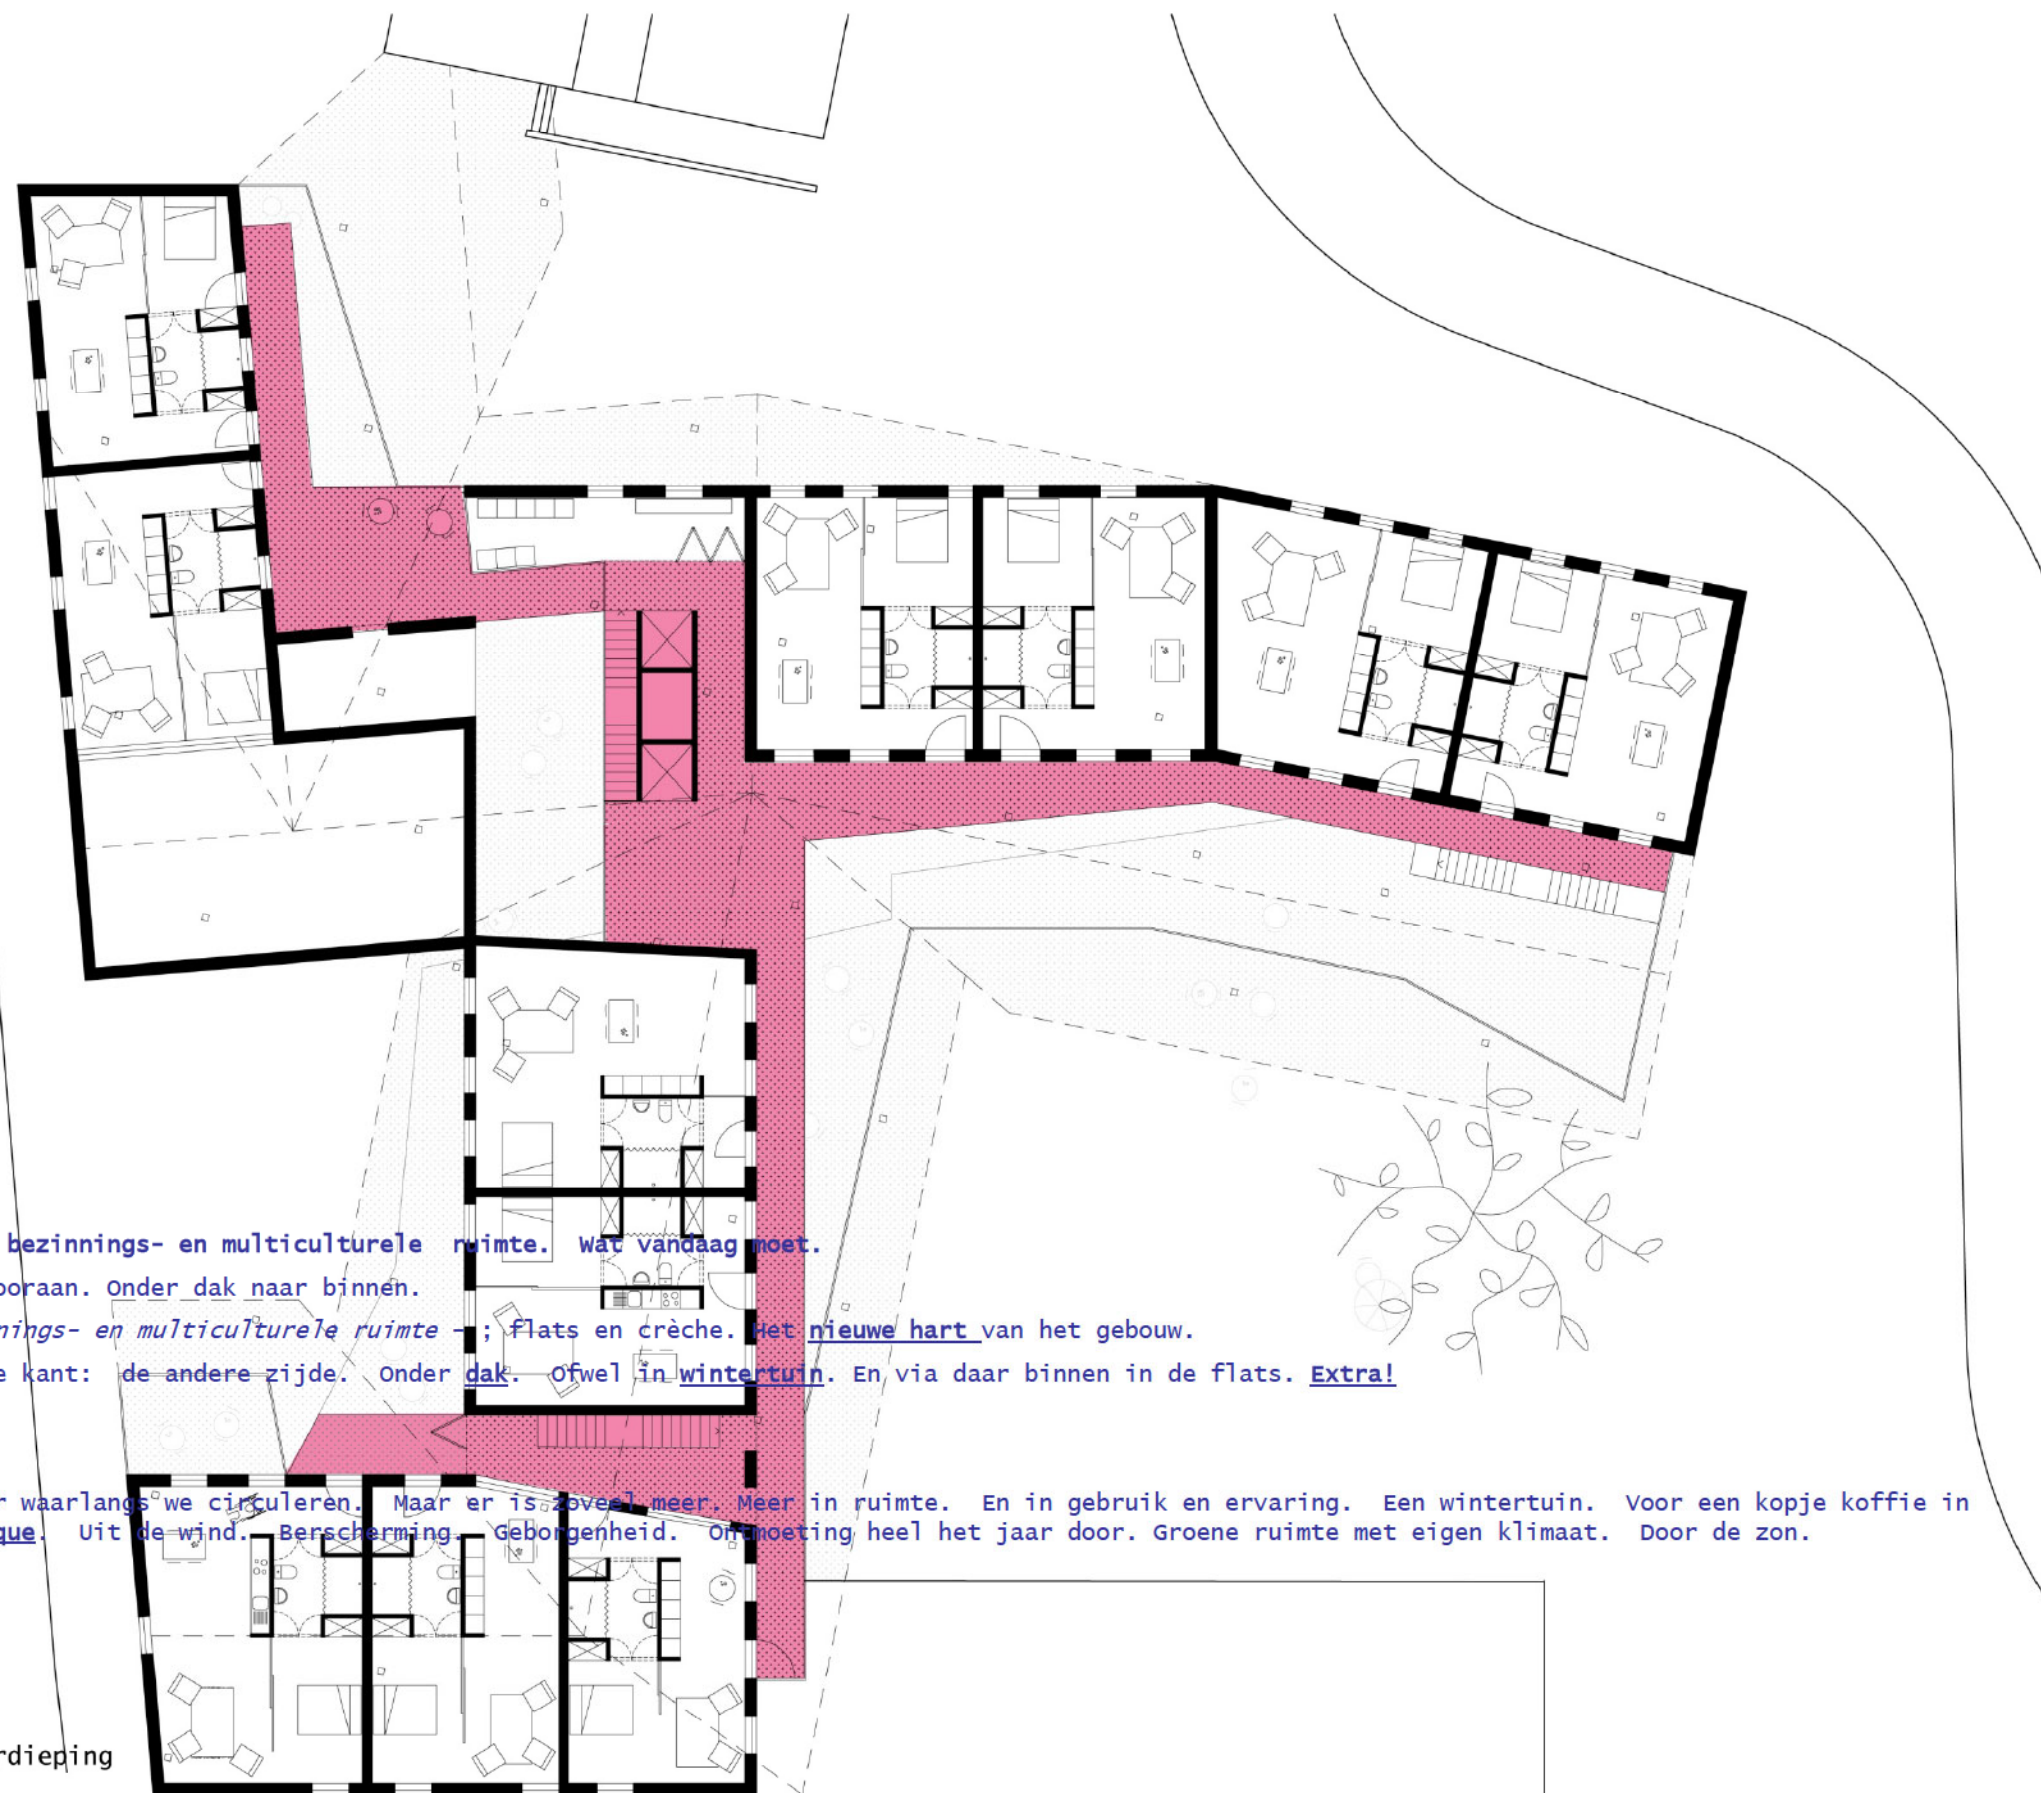 bezinnings- en multiculturele ruimte. Wat vandaag moet.
ooraan. Onder dak naar binnen.
nings- en multiculturele ruimte - ; flats en crèche. Het nieuwe hart van het gebouw.
e kant: de andere zijde. Onder dak. Ofwel in wintertuin. En via daar binnen in de flats. Extra!
r waarlangs we circuleren. Maar er is zoveel meer. Meer in ruimte. En in gebruik en ervaring. Een wintertuin. Voor een kopje koffie in
que. Uit de wind. Berscherming. Geborgenheid. Ontmoeting heel het jaar door. Groene ruimte met eigen klimaat. Door de zon.
rdieping